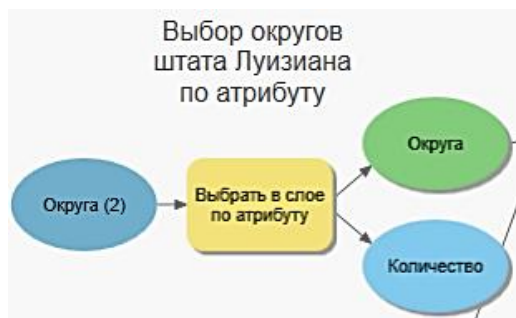 Выбор округов
штата Луизиана
по атрибуту
Округа
Округа (2)
Выбрать в слое
по атрибуту
Количество